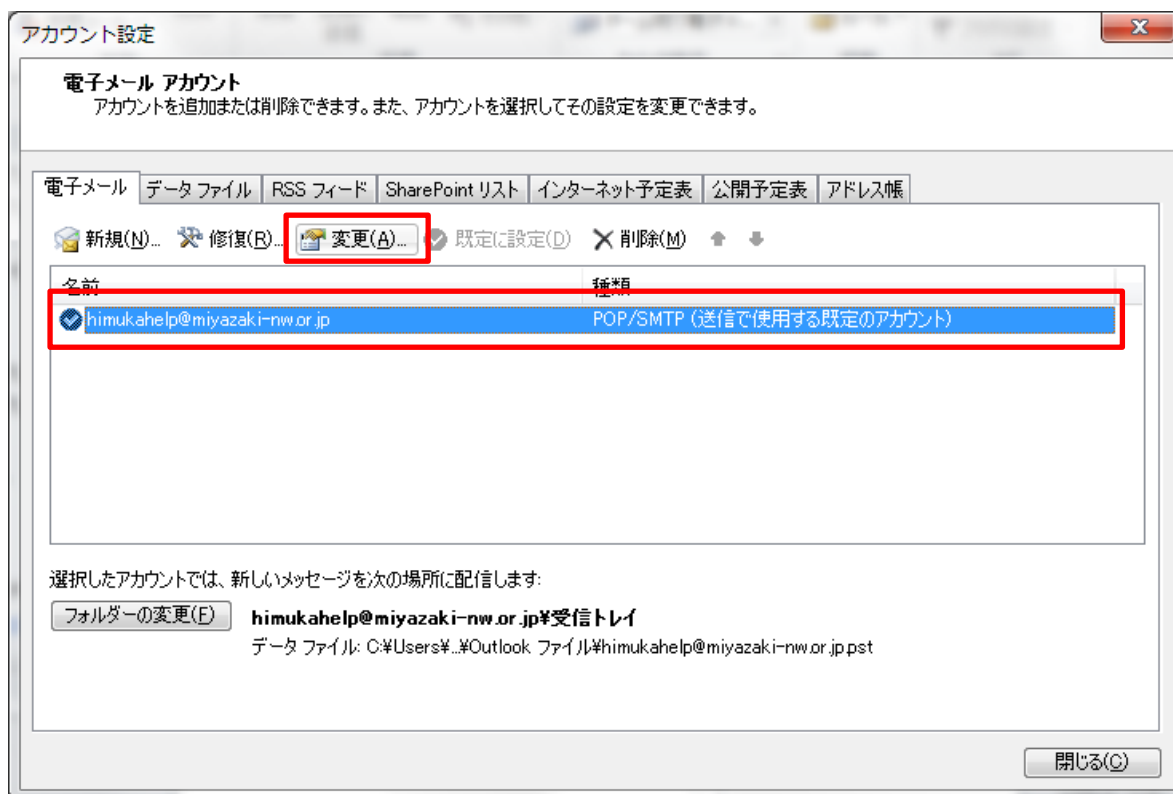 アカウント設定
電子メール アカウント
アカウントを追加または削除できます。また、アカウントを選択してその設定を変更できます。
電子メール データ ファイル RSS フィード SharePoint リスト インターネット予定表 公開予定表 アドレス帳
新規(N)... 修復(R)... 変更(A)... 既定に設定(D) 削除(M)
名前 種類
himukahelp@miyazaki-nw.or.jp POP/SMTP (送信で使用する既定のアカウント)
選択したアカウントでは、新しいメッセージを次の場所に配信します:
フォルダーの変更(F) himukahelp@miyazaki-nw.or.jp¥受信トレイ
データ ファイル: C:¥Users¥...¥Outlook ファイル¥himukahelp@miyazaki-nw.or.jp.pst
閉じる(C)